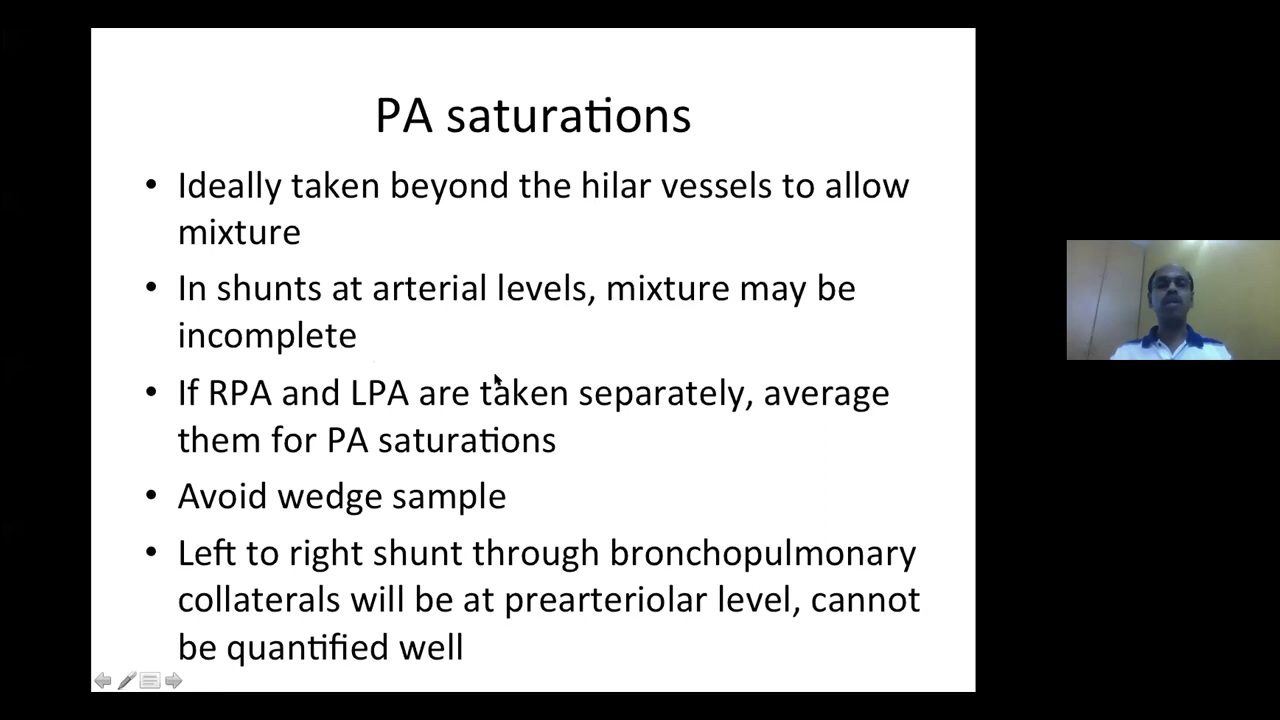 PA saturations
• Ideally taken beyond the hilar vessels to allow
mixture
• In shunts at arterial levels, mixture may be
incomplete
• If RPA and LPA are taken separately, average
them for PA saturations
• Avoid wedge sample
• Left to right shunt through bronchopulmonary
collaterals will be at prearteriolar level, cannot
be quantified well